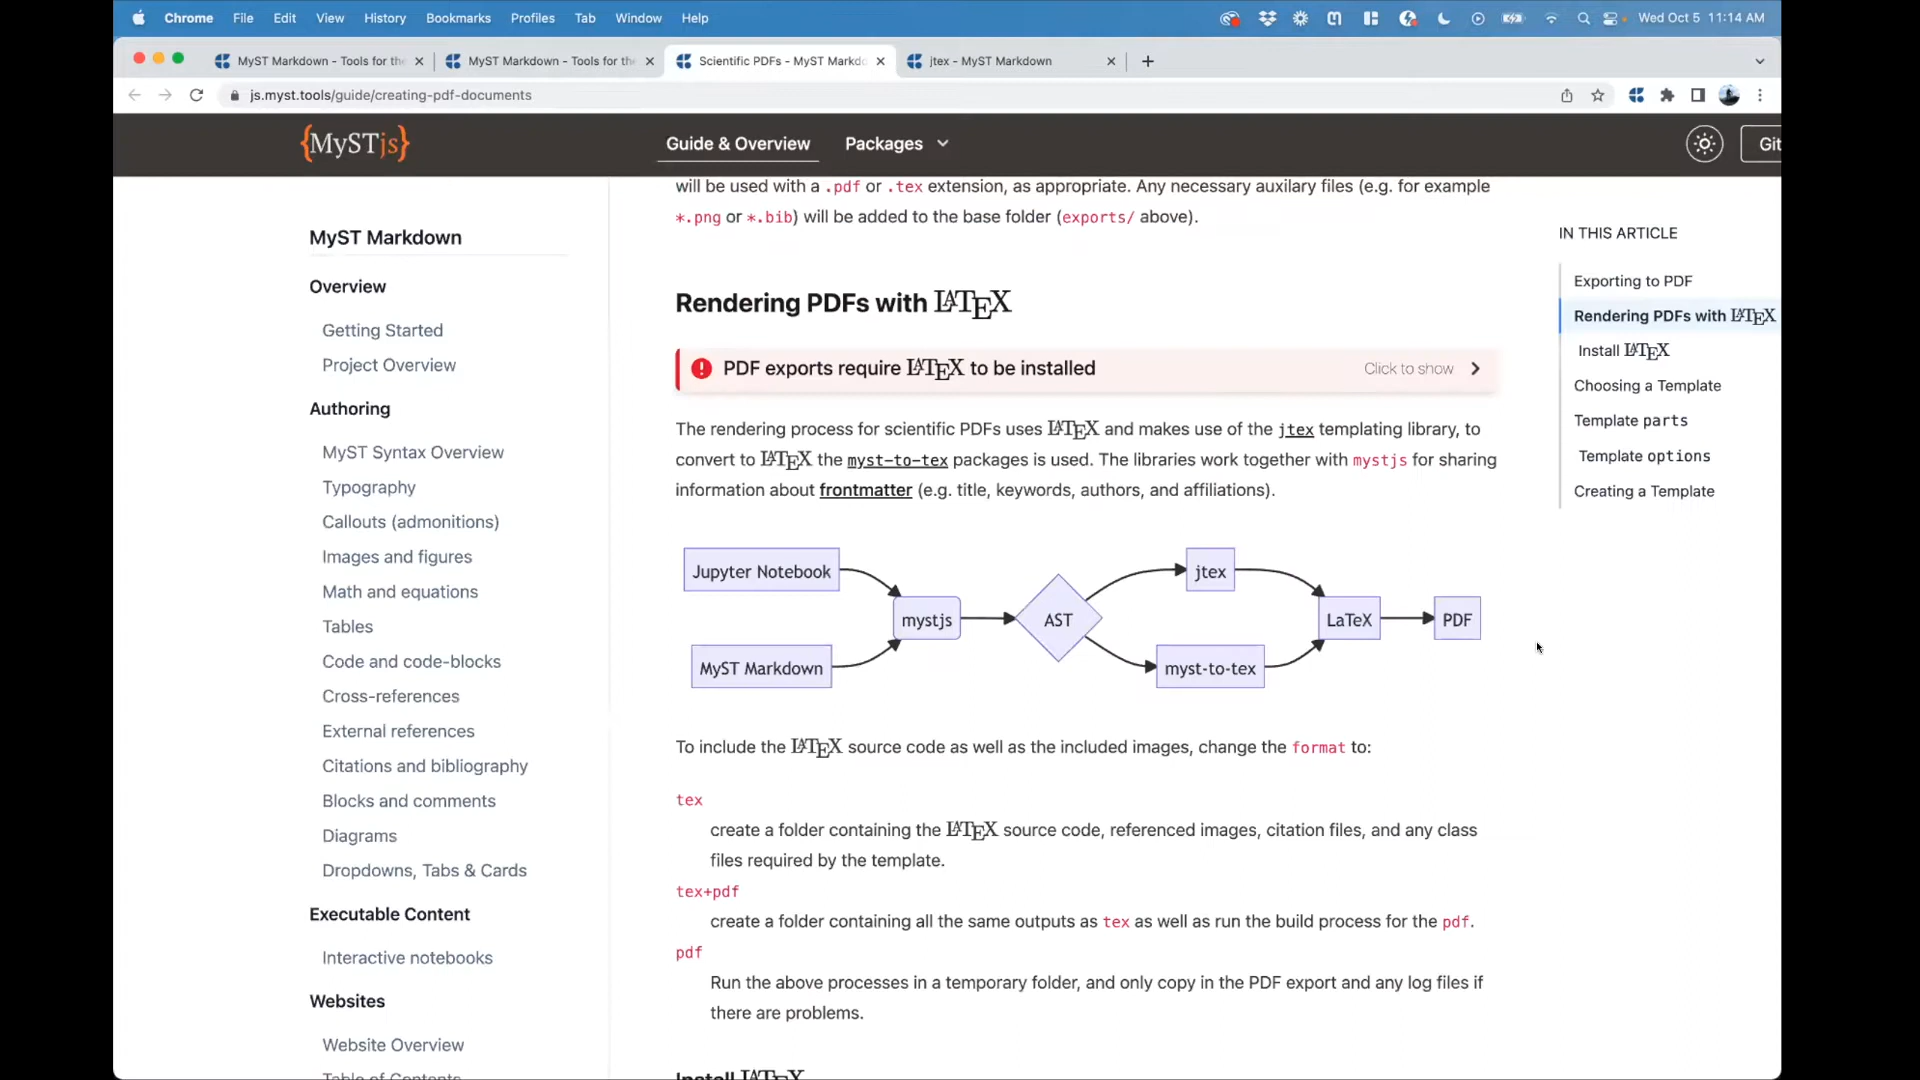 Chrome File Edit View History Bookmarks Profiles Tab Window Help Wed Oct 5 11:14 AM
MyST Markdown - Tools for the MyST Markdown - Tools for the Scientific PDFs - MyST Markdo jtex - MyST Markdown
js.myst.tools/guide/creating-pdf-documents
{MySTjs} Guide & Overview Packages Git
will be used with a .pdf or .tex extension, as appropriate. Any necessary auxilary files (e.g. for example
*.png or *.bib) will be added to the base folder (exports/ above).
Rendering PDFs with LATEX
PDF exports require LATEX to be installed Click to show
The rendering process for scientific PDFs uses LATEX and makes use of the jtex templating library, to
convert to LATEX the myst-to-tex packages is used. The libraries work together with mystjs for sharing
information about frontmatter (e.g. title, keywords, authors, and affiliations).
Jupyter Notebook
MyST Markdown
mystjs
AST
jtex
myst-to-tex
LaTeX
PDF
To include the LATEX source code as well as the included images, change the format to:
tex
create a folder containing the LATEX source code, referenced images, citation files, and any class
files required by the template.
tex+pdf
create a folder containing all the same outputs as tex as well as run the build process for the pdf.
pdf
Run the above processes in a temporary folder, and only copy in the PDF export and any log files if
there are problems.
Install LATEX
MyST Markdown
Overview
Getting Started
Project Overview
Authoring
MyST Syntax Overview
Typography
Callouts (admonitions)
Images and figures
Math and equations
Tables
Code and code-blocks
Cross-references
External references
Citations and bibliography
Blocks and comments
Diagrams
Dropdowns, Tabs & Cards
Executable Content
Interactive notebooks
Websites
Website Overview
Table of Contents
IN THIS ARTICLE
Exporting to PDF
Rendering PDFs with LATEX
Install LATEX
Choosing a Template
Template parts
Template options
Creating a Template